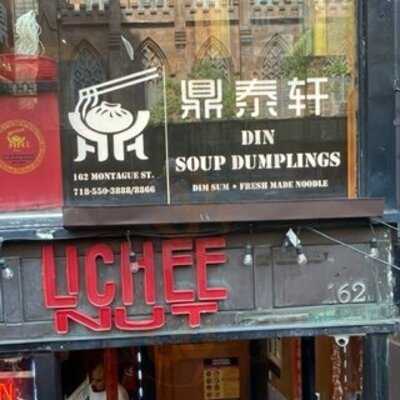 鼎泰轩
DIN
SOUP DUMPLINGS
162 MONTAGUE ST.
718-550-3888/8866
DIM SUM • FRESH MADE NOODLE
LICHEE
NUT
162